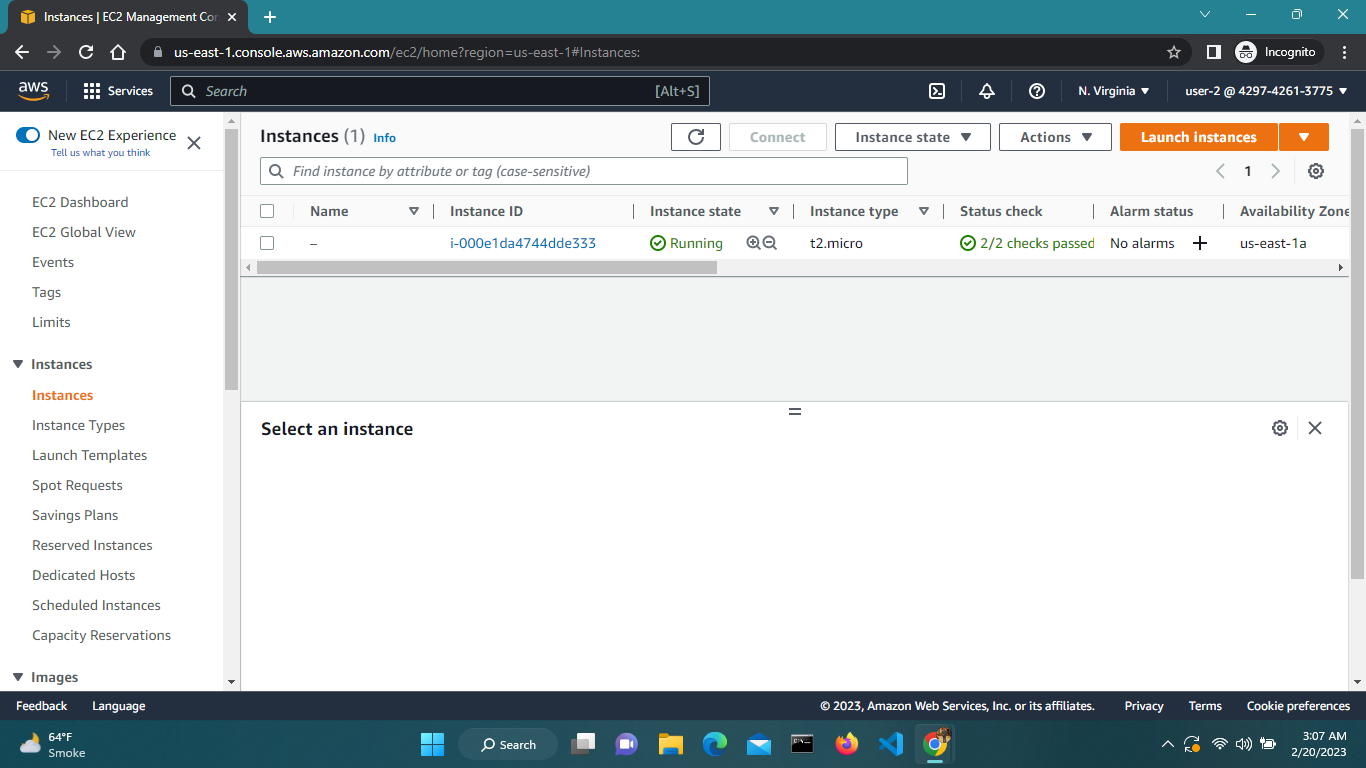 Instances | EC2 Management Con
us-east-1.console.aws.amazon.com/ec2/home?region=us-east-1#Instances:
Incognito
aws
Services
Search
[Alt+S]
N. Virginia
user-2 @ 4297-4261-3775
New EC2 Experience
Tell us what you think
EC2 Dashboard
EC2 Global View
Events
Tags
Limits
Instances
Instances
Instance Types
Launch Templates
Spot Requests
Savings Plans
Reserved Instances
Dedicated Hosts
Scheduled Instances
Capacity Reservations
Images
Instances (1) Info
Connect
Instance state
Actions
Launch instances
Find instance by attribute or tag (case-sensitive)
1
Name Instance ID Instance state Instance type Status check Alarm status Availability Zone
– i-000e1da4744dde333 Running t2.micro 2/2 checks passed No alarms + us-east-1a
Select an instance
Feedback Language © 2023, Amazon Web Services, Inc. or its affiliates. Privacy Terms Cookie preferences
64°F
Smoke
Search
3:07 AM
2/20/2023